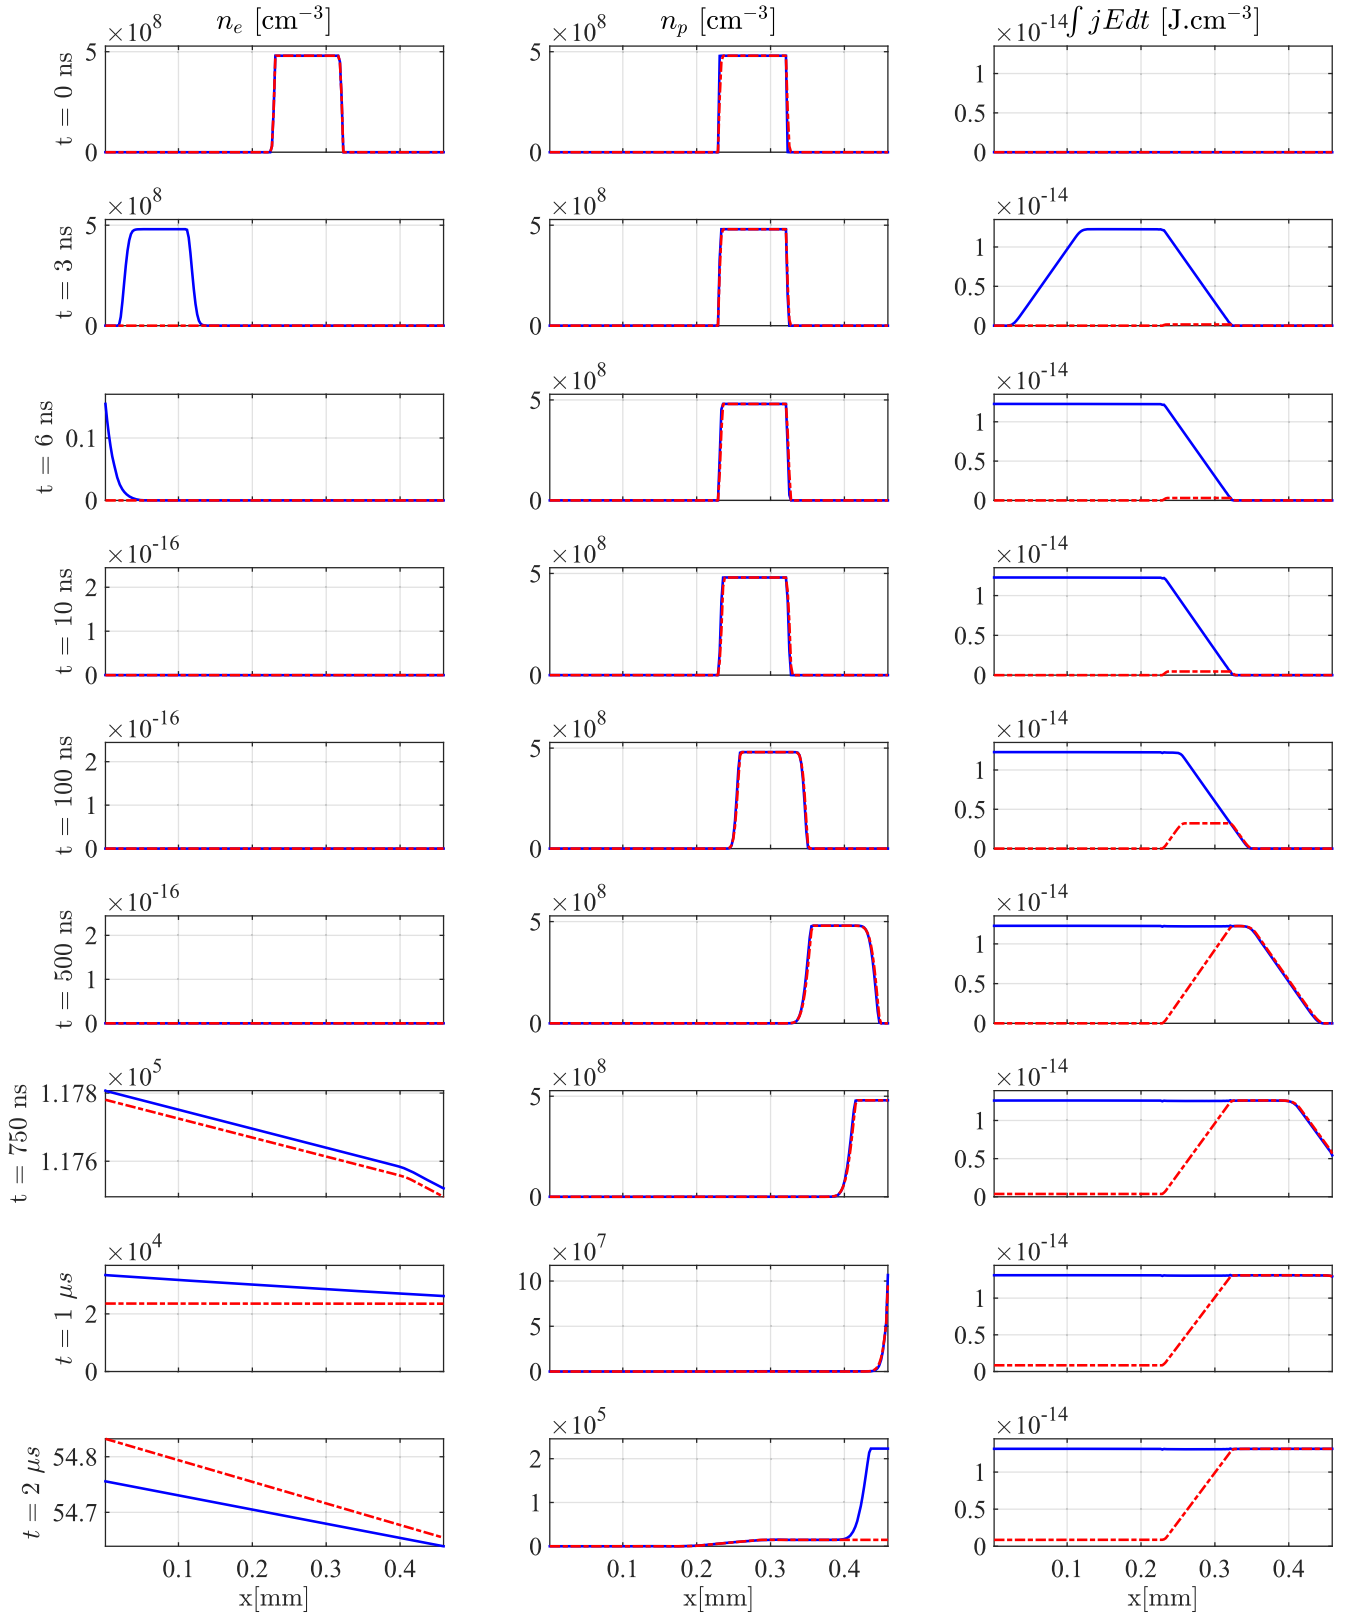 n_e [cm^-3] n_p [cm^-3] ∫ jEdt [J.cm^-3]
×10^8 ×10^8 ×10^-14
t = 0 ns
5 0
5 0
1 0.5 0
×10^8 ×10^8 ×10^-14
t = 3 ns
5 0
5 0
1 0.5 0
×10^8 ×10^-14
t = 6 ns
0.1 0
5 0
1 0.5 0
×10^-16 ×10^8 ×10^-14
t = 10 ns
2 1 0
5 0
1 0.5 0
×10^-16 ×10^8 ×10^-14
t = 100 ns
2 1 0
5 0
1 0.5 0
×10^-16 ×10^8 ×10^-14
t = 500 ns
2 1 0
5 0
1 0.5 0
×10^5 ×10^8 ×10^-14
t = 750 ns
1.178 1.176
5 0
1 0.5 0
×10^4 ×10^7 ×10^-14
t = 1 μs
2 0
10 5 0
1 0.5 0
×10^5 ×10^-14
t = 2 μs
54.8 54.7
2 1 0
1 0.5 0
0.1 0.2 0.3 0.4 0.1 0.2 0.3 0.4 0.1 0.2 0.3 0.4
x[mm] x[mm] x[mm]